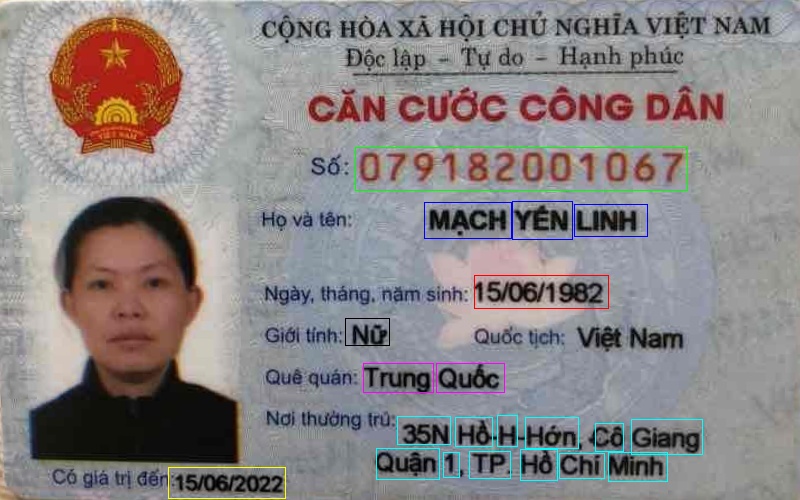 CỘNG HÒA XÃ HỘI CHỦ NGHĨA VIỆT NAM
Độc lập - Tự do - Hạnh phúc
CĂN CƯỚC CÔNG DÂN
Số: 079182001067
Họ và tên: MẠCH YẾN LINH
Ngày, tháng, năm sinh: 15/06/1982
Giới tính: Nữ Quốc tịch: Việt Nam
Quê quán: Trung Quốc
Nơi thường trú: 35N Hồ-H-Hớn, Cô Giang
Quận 1, TP. Hồ Chí Minh
Có giá trị đến: 15/06/2022
VIỆT NAM